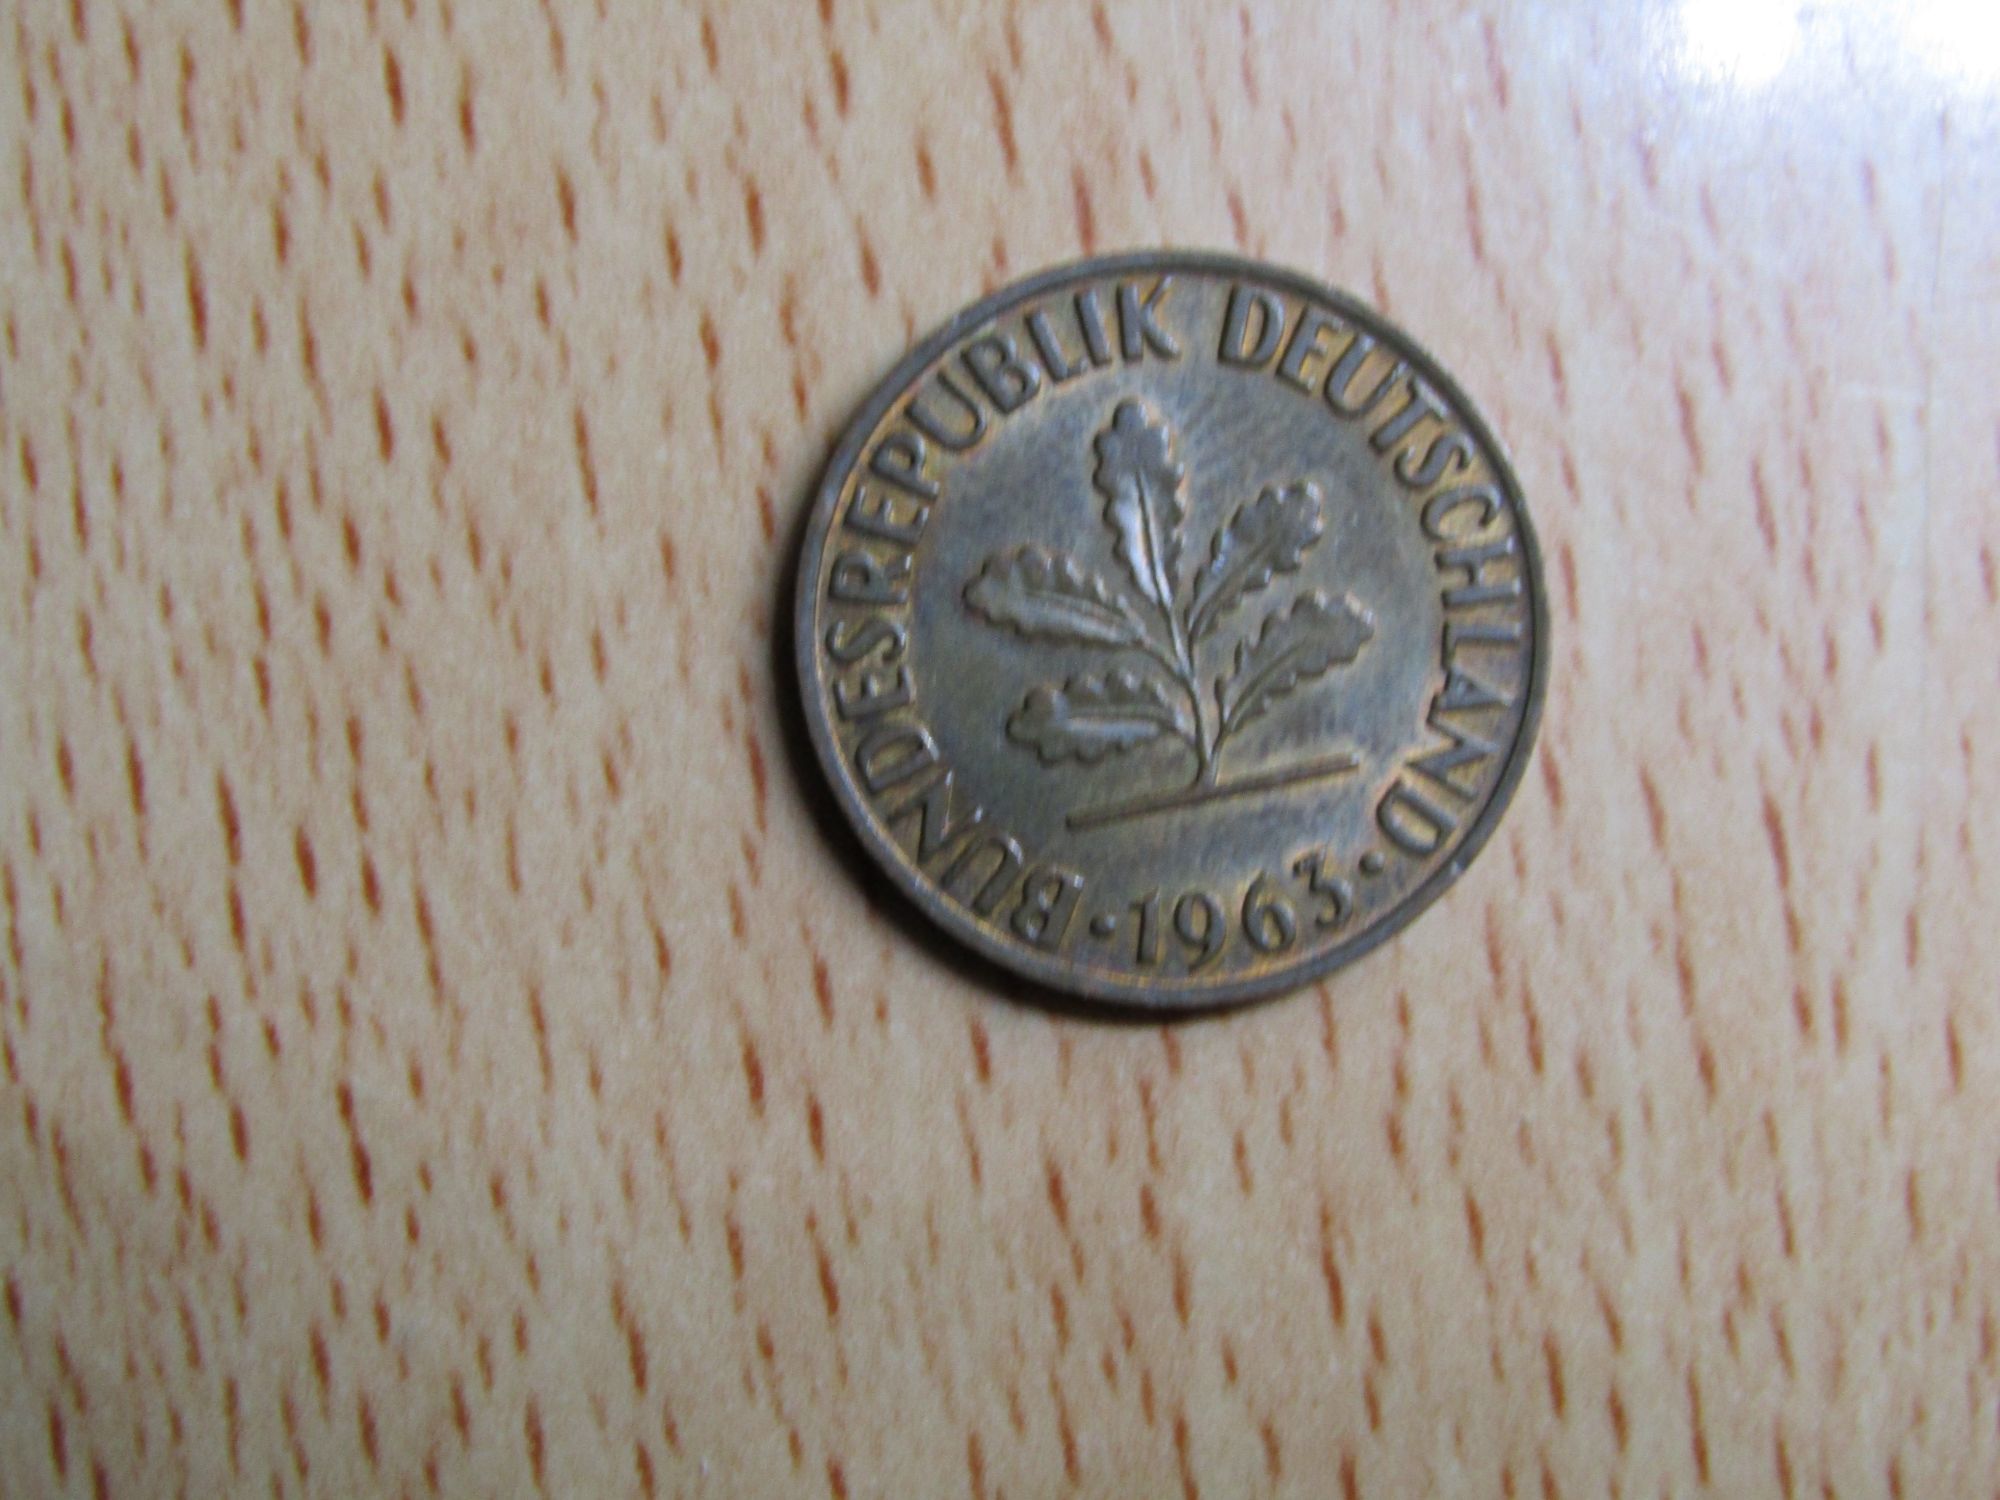 BUNDESREPUBLIK DEUTSCHLAND
· 1963 ·